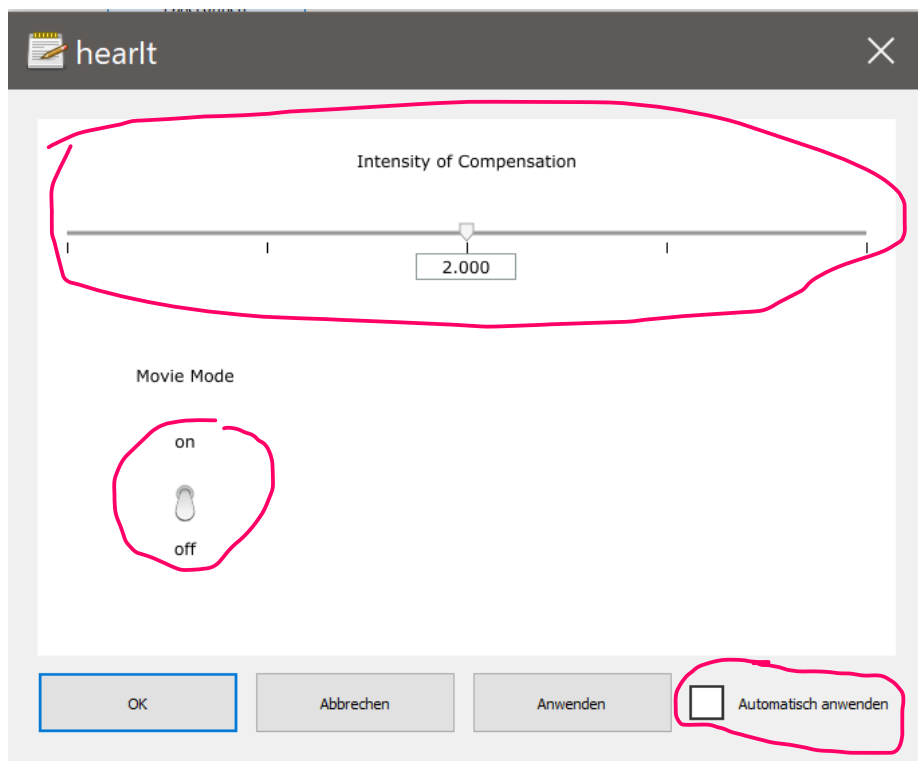 hearIt
Intensity of Compensation
2.000
Movie Mode
on
off
OK
Abbrechen
Anwenden
Automatisch anwenden